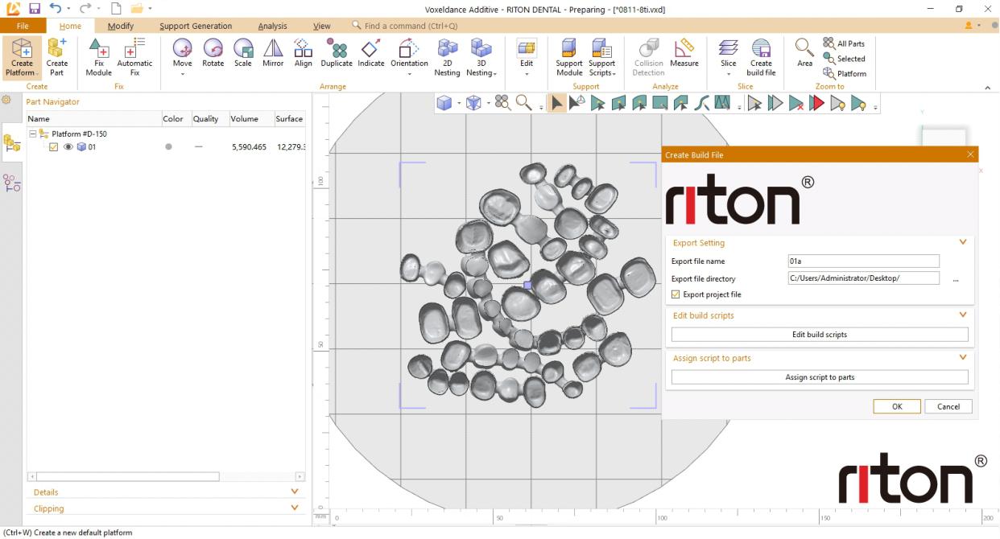 Voxeldance Additive - RITON DENTAL - Preparing - [*0811-8ti.vxd]
File Home Modify Support Generation Analysis View Find a command (Ctrl+Q)
Create Platform Create Part
Create
Fix Module Automatic Fix
Fix
Move Rotate Scale Mirror Align Duplicate Indicate Orientation 2D Nesting 3D Nesting
Arrange
Edit
Support Module Support Scripts
Support
Collision Detection Measure
Analyze
Slice Create build file
Slice
Area All Parts Selected Platform
Zoom to
Part Navigator
Name Color Quality Volume Surface
Platform #D-150
01 — 5,590.465 12,279.3
Y
X
100
50
0
mm 0 50 100 150 200
Create Build File
riton®
Export Setting
Export file name 01a
Export file directory C:/Users/Administrator/Desktop/ ...
Export project file
Edit build scripts
Edit build scripts
Assign script to parts
Assign script to parts
OK Cancel
riton®
Details
Clipping
(Ctrl+W) Create a new default platform